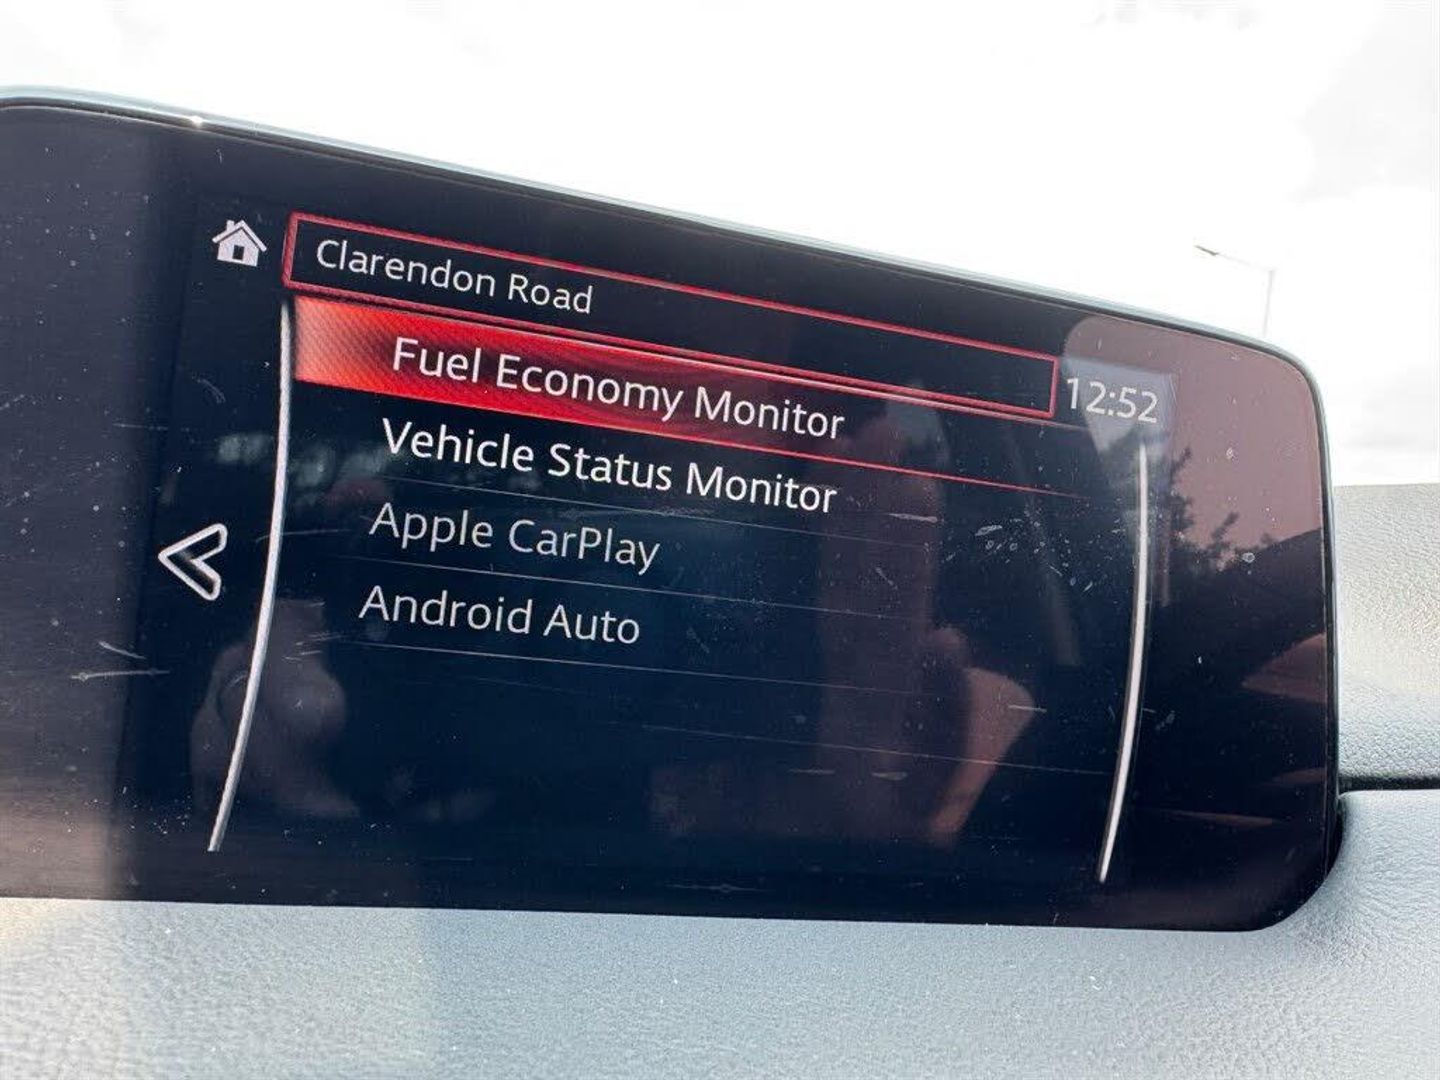 Clarendon Road
12:52
Fuel Economy Monitor
Vehicle Status Monitor
Apple CarPlay
Android Auto